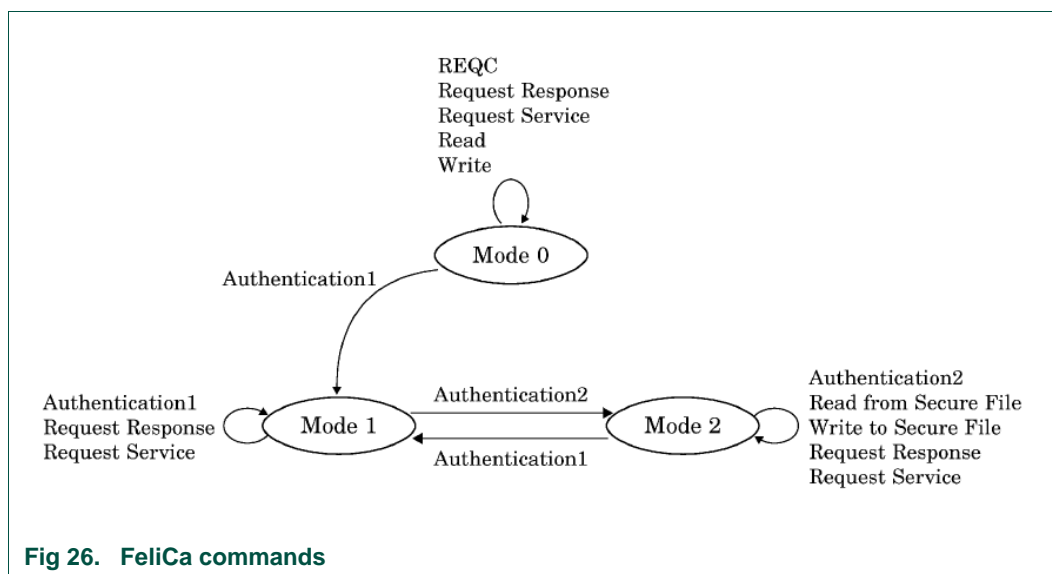 REQC
Request Response
Request Service
Read
Write
Mode 0
Authentication1
Authentication1
Request Response
Request Service
Mode 1
Authentication2
Authentication1
Mode 2
Authentication2
Read from Secure File
Write to Secure File
Request Response
Request Service
Fig 26. FeliCa commands